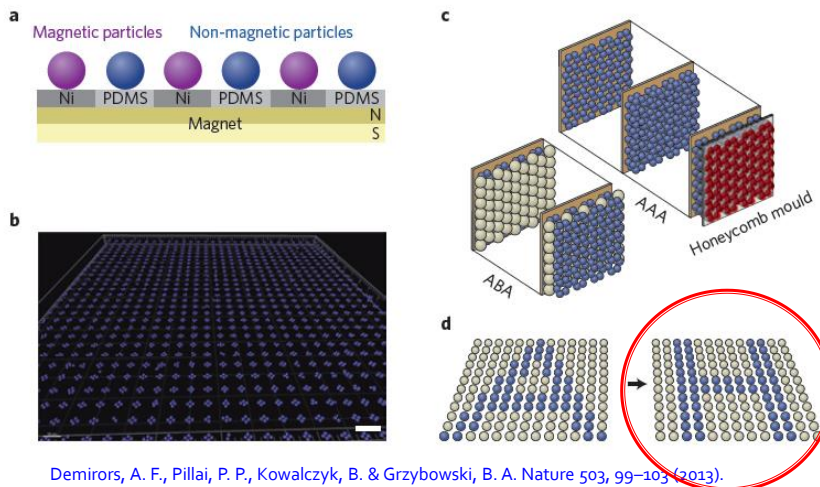 a
Magnetic particles Non-magnetic particles
Ni PDMS Ni PDMS Ni PDMS
Magnet N
S
b
c
AAA
Honeycomb mould
ABA
d
Demirors, A. F., Pillai, P. P., Kowalczyk, B. & Grzybowski, B. A. Nature 503, 99–103 (2013).